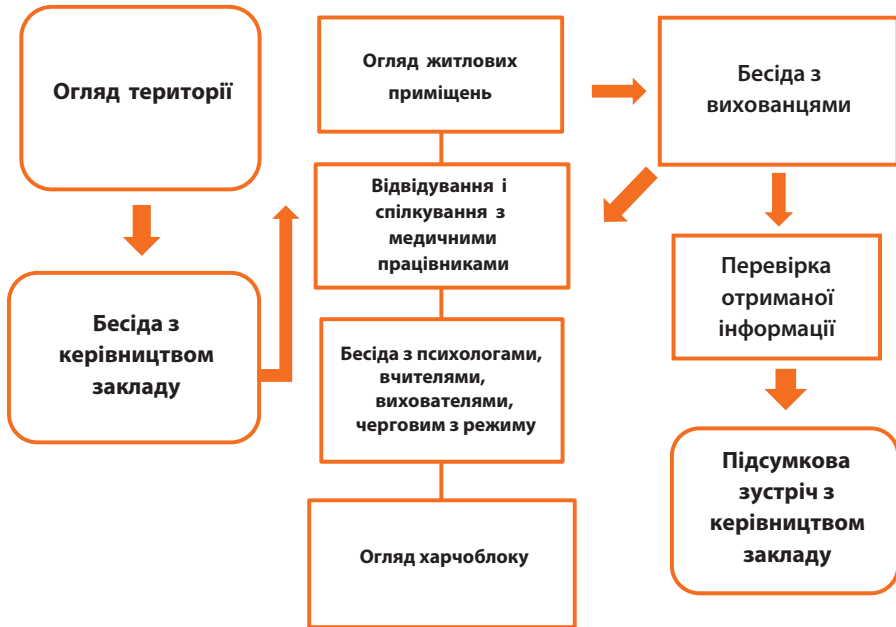 Огляд території
Бесіда з
керівництвом
закладу
Огляд житлових
приміщень
Відвідування і
спілкування з
медичними
працівниками
Бесіда з психологами,
вчителями,
вихователями,
черговим з режиму
Огляд харчоблоку
Бесіда з
вихованцями
Перевірка
отриманої
інформації
Підсумкова
зустріч з
керівництвом
закладу